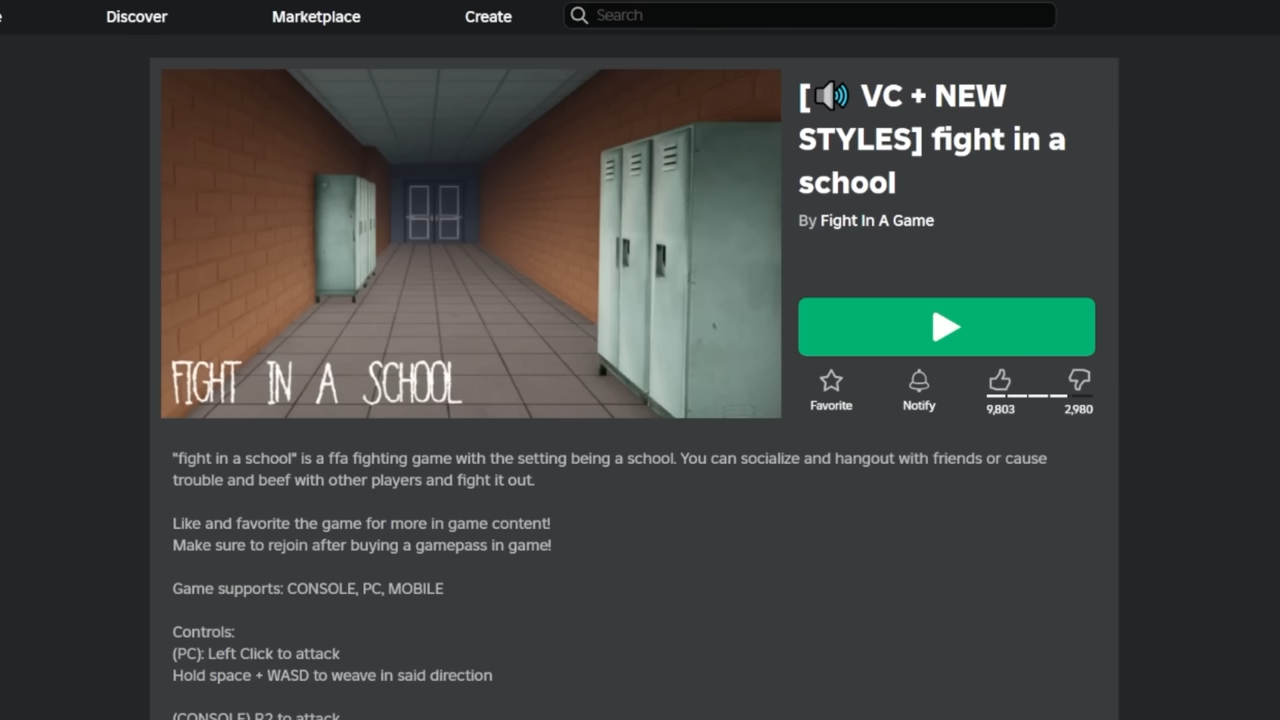 Discover Marketplace Create Search
[🔊 VC + NEW
STYLES] fight in a
school
By Fight In A Game
Favorite Notify 9,803 2,980
FIGHT IN A SCHOOL
"fight in a school" is a ffa fighting game with the setting being a school. You can socialize and hangout with friends or cause
trouble and beef with other players and fight it out.
Like and favorite the game for more in game content!
Make sure to rejoin after buying a gamepass in game!
Game supports: CONSOLE, PC, MOBILE
Controls:
(PC): Left Click to attack
Hold space + WASD to weave in said direction
(CONSOLE) R2 to attack